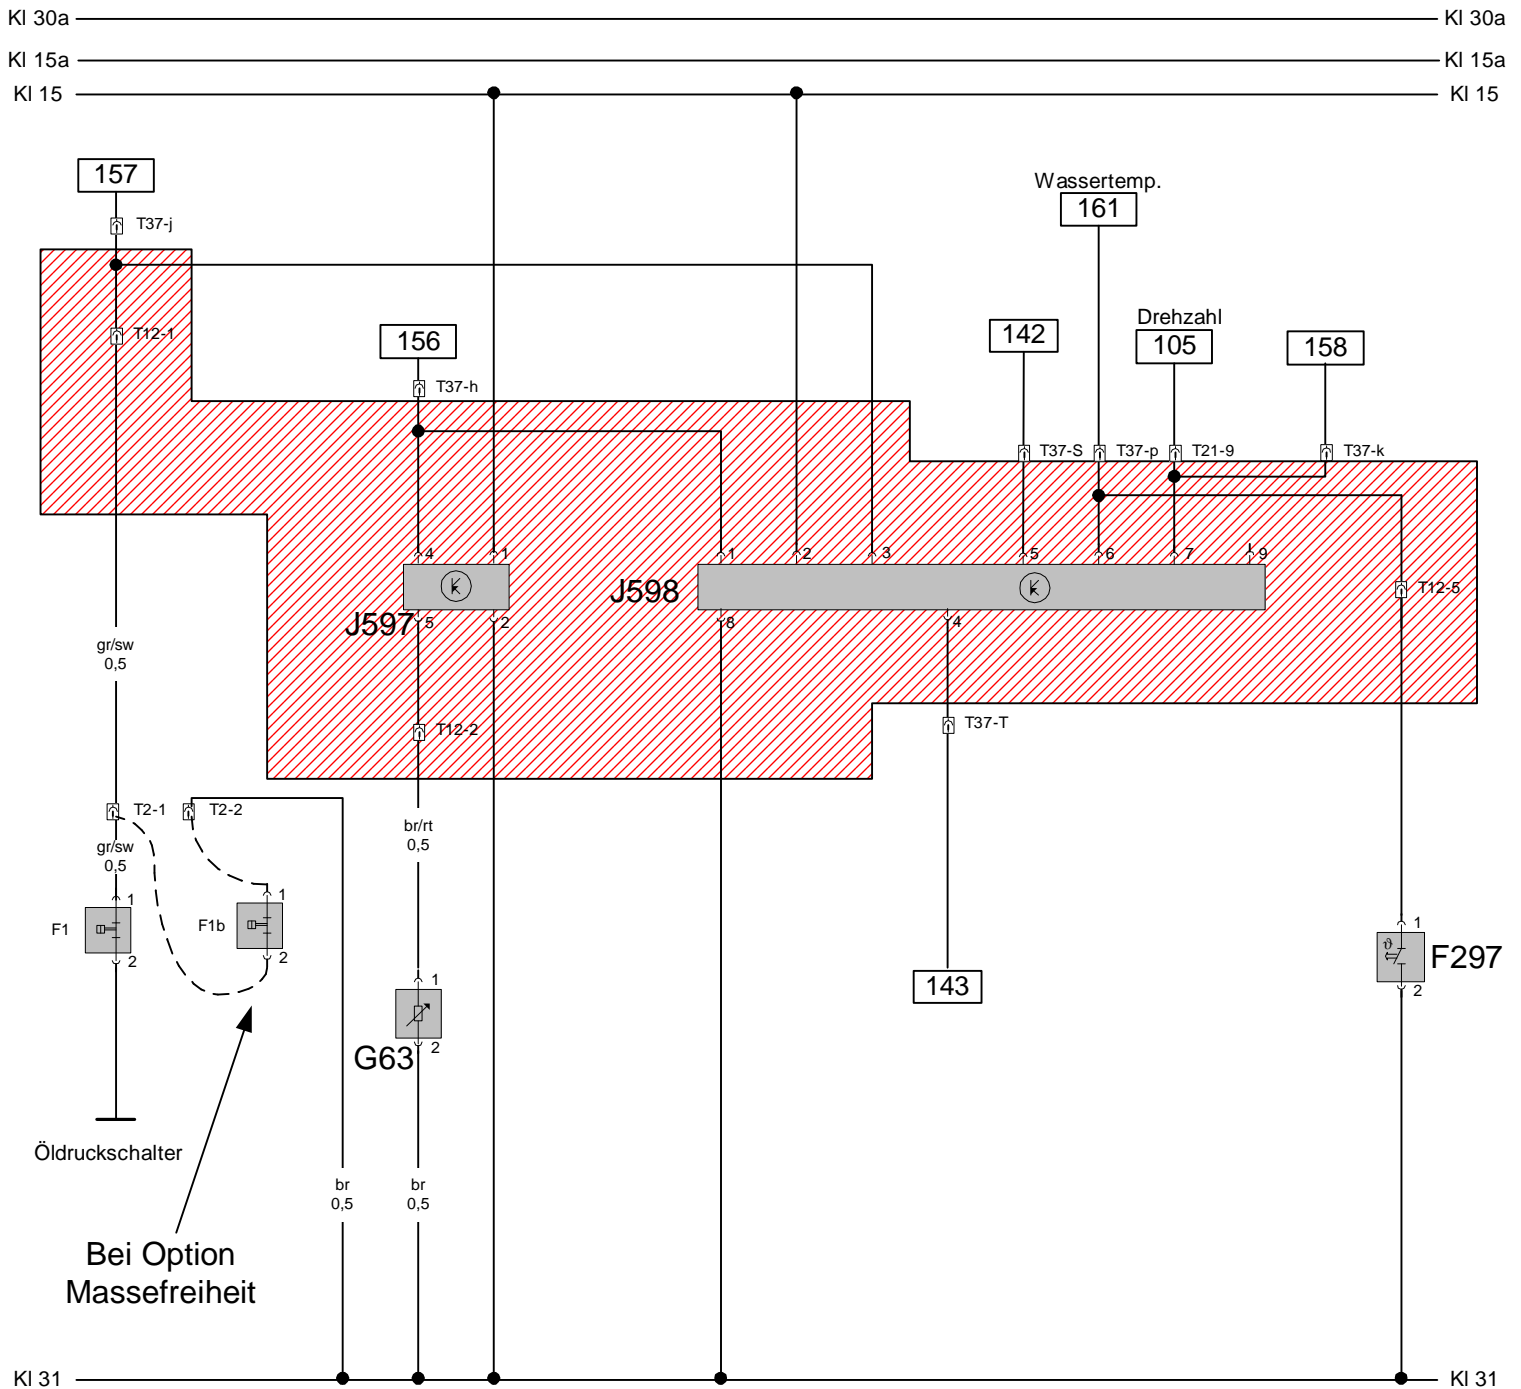 Kl 30a
Kl 30a
Kl 15a
Kl 15a
Kl 15
Kl 15
157
T37-j
Wassertemp.
161
T12-1
156
T37-h
142
Drehzahl
105
158
T37-S
T37-p
T21-9
T37-k
4
1
1
2
3
5
6
7
9
J597
J598
T12-5
5
2
8
4
gr/sw
0,5
T12-2
T37-T
T2-1
T2-2
br/rt
0,5
gr/sw
0,5
1
1
F1
F1b
2
2
1
F297
2
1
143
G63
2
Öldruckschalter
br
0,5
br
0,5
Bei Option
Massefreiheit
Kl 31
Kl 31